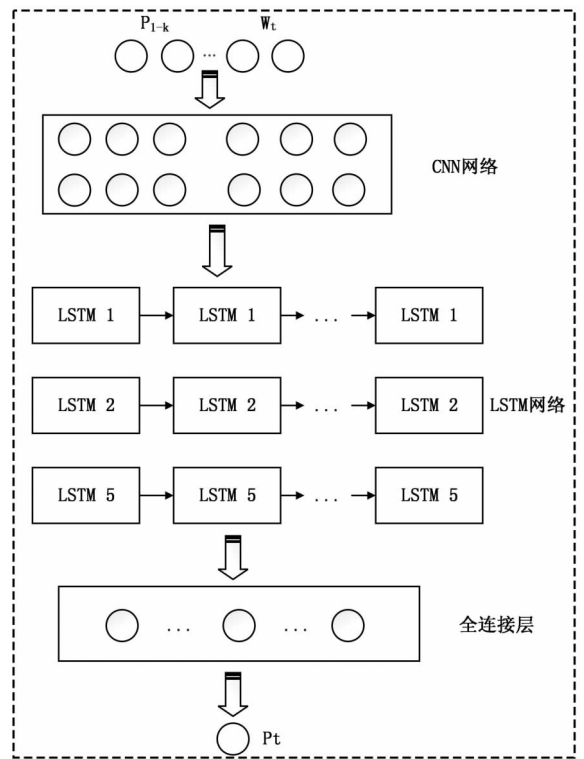 P₁₋ₖ Wₜ
...
CNN网络
LSTM 1 LSTM 1 ... LSTM 1
LSTM 2 LSTM 2 ... LSTM 2 LSTM网络
LSTM 5 LSTM 5 ... LSTM 5
... ... 全连接层
Pt